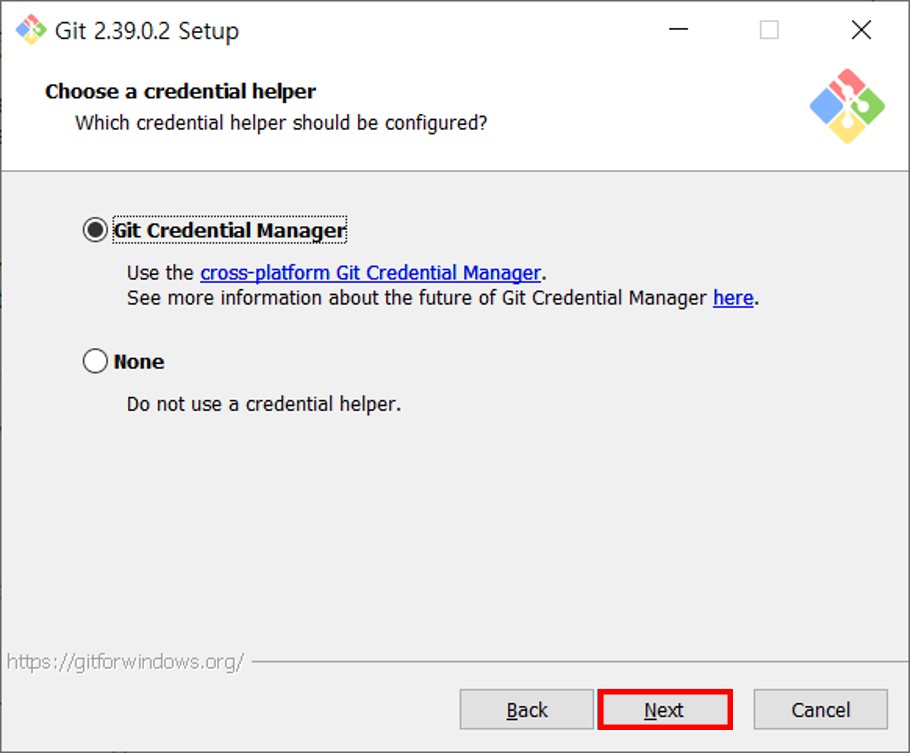 Git 2.39.0.2 Setup
Choose a credential helper
Which credential helper should be configured?
Git Credential Manager
Use the cross-platform Git Credential Manager.
See more information about the future of Git Credential Manager here.
None
Do not use a credential helper.
https://gitforwindows.org/
Back Next Cancel